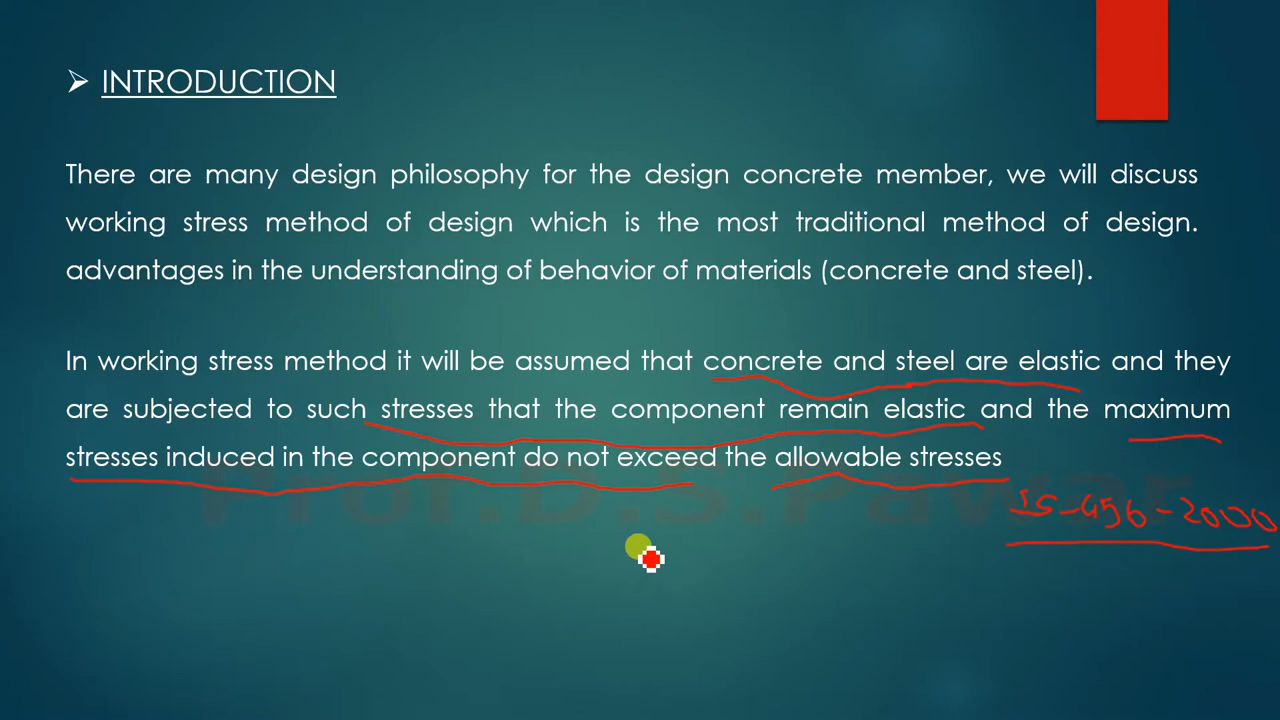 INTRODUCTION
There are many design philosophy for the design concrete member, we will discuss
working stress method of design which is the most traditional method of design.
advantages in the understanding of behavior of materials (concrete and steel).
In working stress method it will be assumed that concrete and steel are elastic and they
are subjected to such stresses that the component remain elastic and the maximum
stresses induced in the component do not exceed the allowable stresses
Prof.D.S.Pawar
IS-456-2000